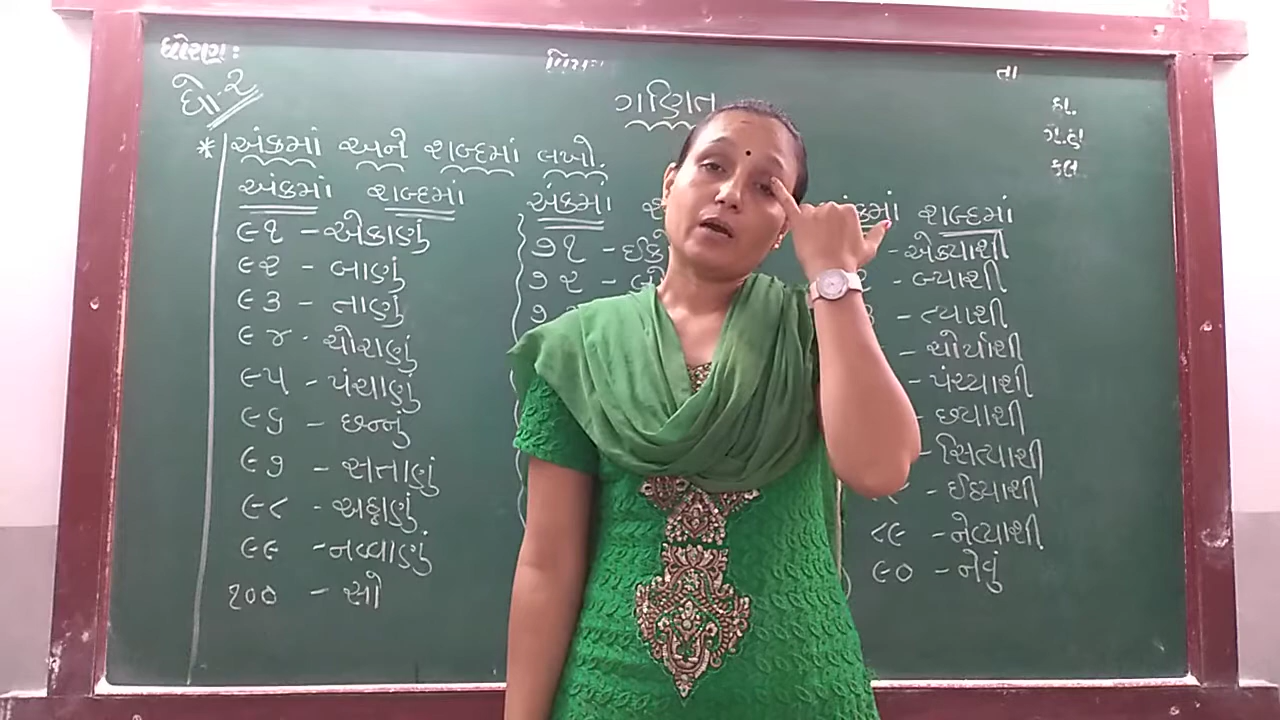 ધોરણ:
તા
ધો.૨
ગણિત
હા.
ગે.હા
કુલ
* અંકમાં અને શબ્દમાં લખો.
અંકમાં શબ્દમાં
૯૧ - એકાણું
૯૨ - બાણું
૯૩ - તાણું
૯૪ - ચોરાણું
૯૫ - પંચાણું
૯૬ - છન્નું
૯૭ - સત્તાણું
૯૮ - અઠ્ઠાણું
૯૯ - નવ્વાણું
૧૦૦ - સો
અંકમાં
૭૧ -
૭૨ -
શબ્દમાં
- એક્યાશી
- બ્યાશી
- ત્યાશી
- ચોર્યાશી
- પંચ્યાશી
- છ્યાશી
- સિત્યાશી
- ઈઠ્યાશી
૮૯ - નેવ્યાશી
૯૦ - નેવું